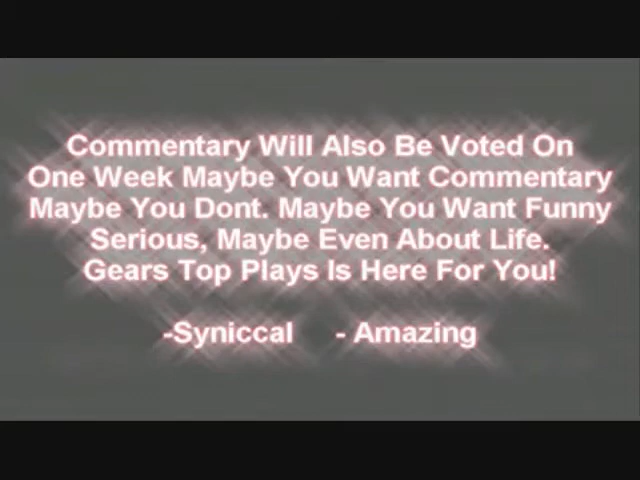 Commentary Will Also Be Voted On
One Week Maybe You Want Commentary
Maybe You Dont. Maybe You Want Funny
Serious, Maybe Even About Life.
Gears Top Plays Is Here For You!
-Syniccal - Amazing